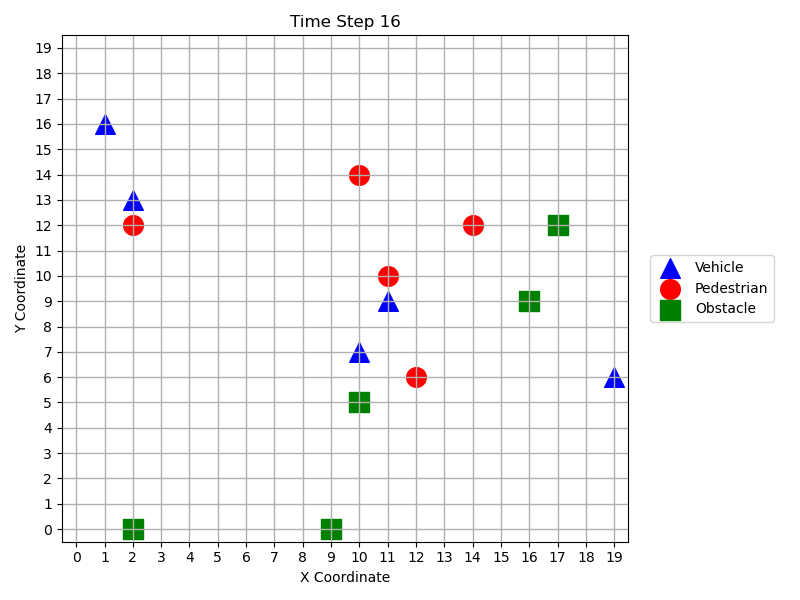 Time Step 16
Y Coordinate
19
18
17
16
15
14
13
12
11
10
9
8
7
6
5
4
3
2
1
0
0 1 2 3 4 5 6 7 8 9 10 11 12 13 14 15 16 17 18 19
X Coordinate
Vehicle
Pedestrian
Obstacle